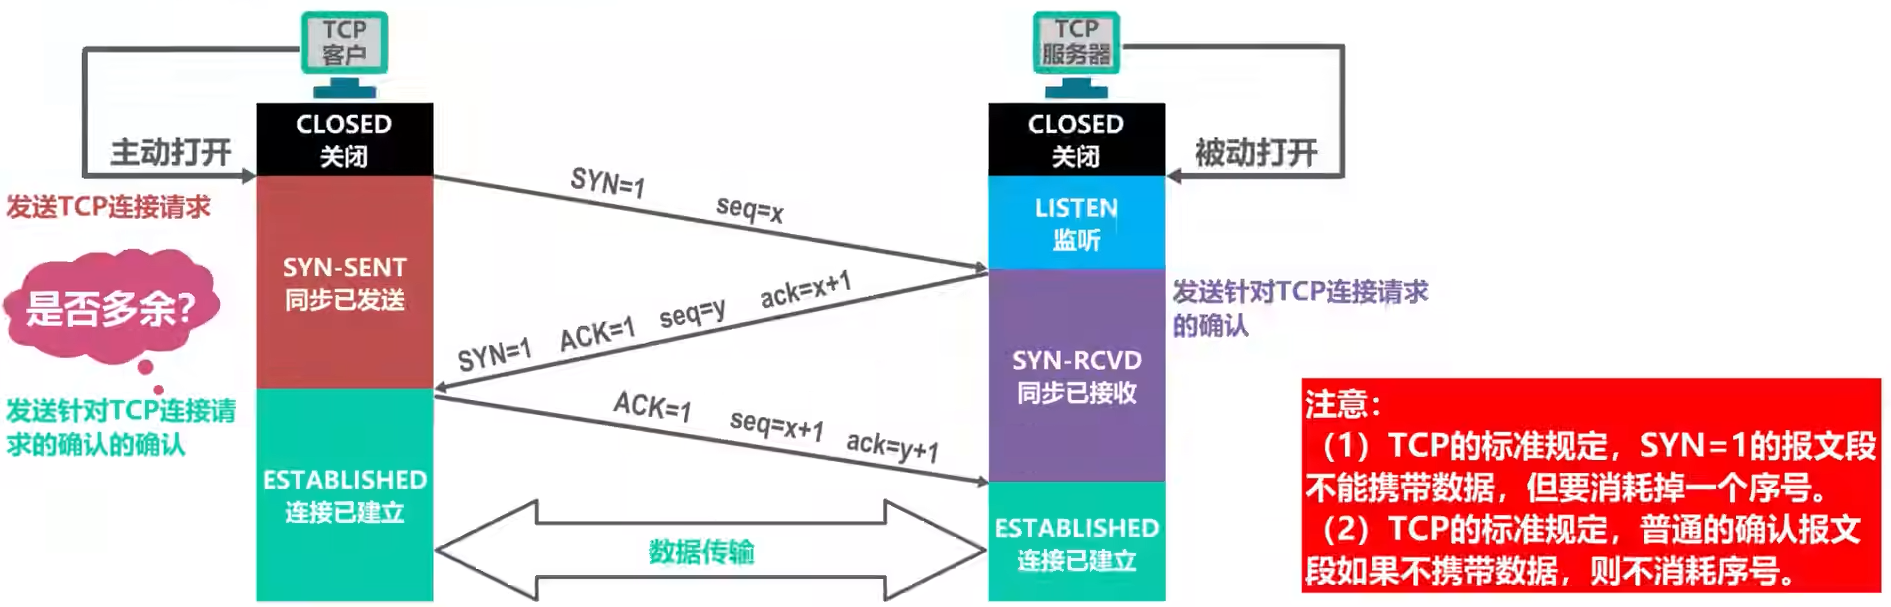 TCP
客户
TCP
服务器
CLOSED
关闭
CLOSED
关闭
主动打开
被动打开
发送TCP连接请求
SYN=1 seq=x
LISTEN
监听
SYN-SENT
同步已发送
是否多余?
SYN=1 ACK=1 seq=y ack=x+1
发送针对TCP连接请求
的确认
SYN-RCVD
同步已接收
发送针对TCP连接请
求的确认的确认
ACK=1 seq=x+1 ack=y+1
ESTABLISHED
连接已建立
数据传输
ESTABLISHED
连接已建立
注意：
（1）TCP的标准规定，SYN=1的报文段
不能携带数据，但要消耗掉一个序号。
（2）TCP的标准规定，普通的确认报文
段如果不携带数据，则不消耗序号。